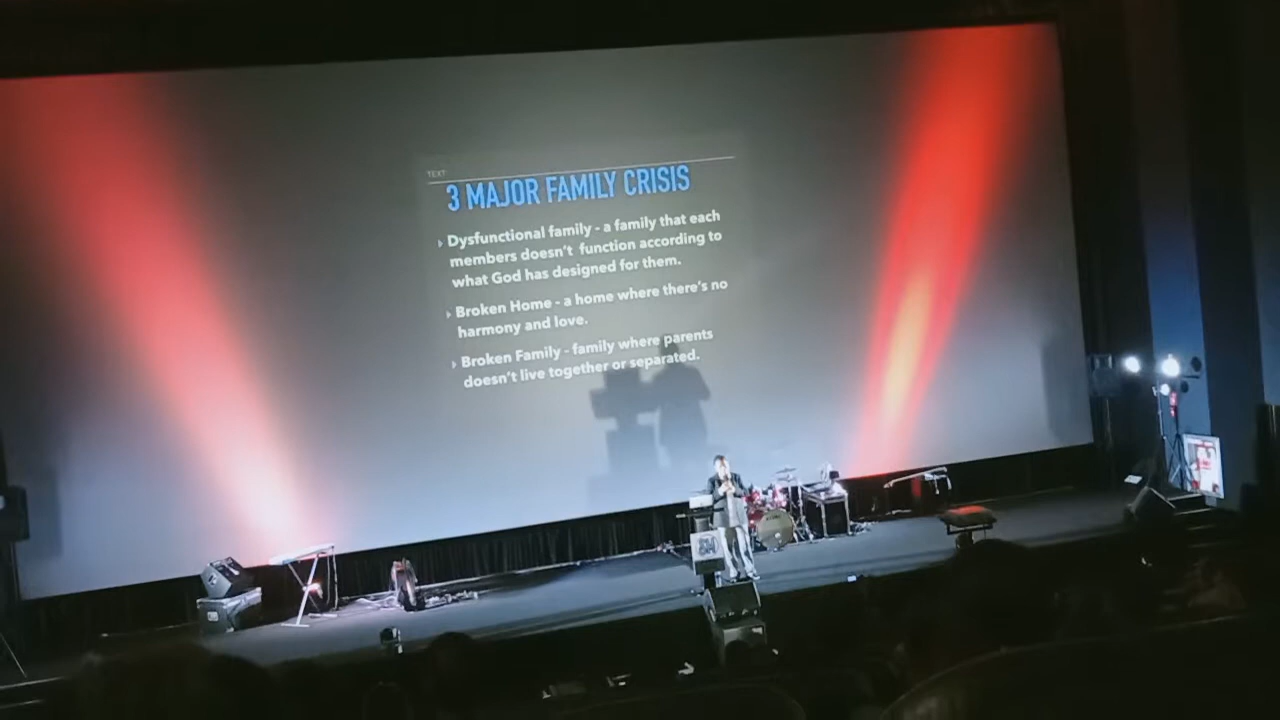 TEXT
3 MAJOR FAMILY CRISIS
Dysfunctional family - a family that each
members doesn't function according to
what God has designed for them.
Broken Home - a home where there's no
harmony and love.
Broken Family - family where parents
doesn't live together or separated.